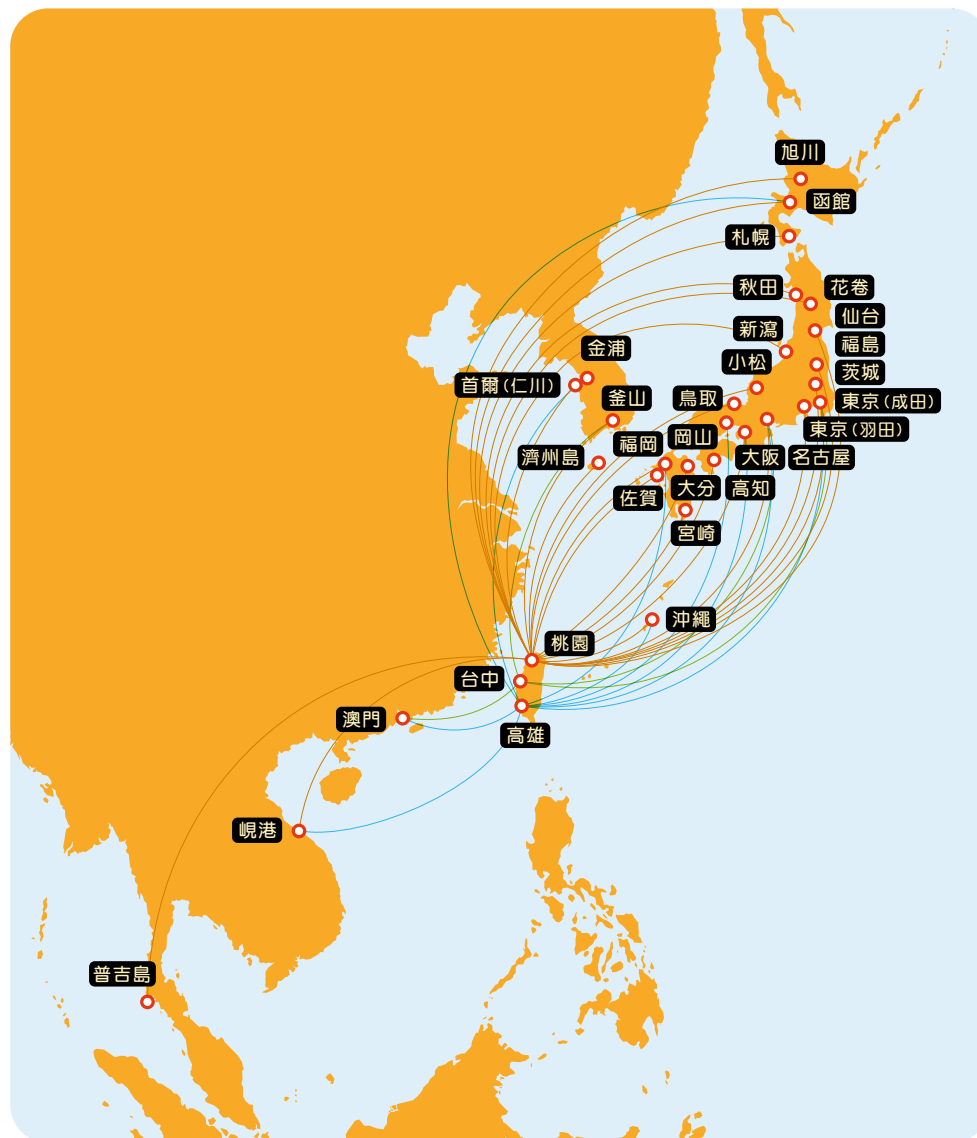 旭川
函館
札幌
秋田
花卷
仙台
新瀉
福島
金浦
小松
茨城
首爾(仁川)
鳥取
東京(成田)
釜山
東京(羽田)
福岡
岡山
濟州島
大阪
名古屋
佐賀
大分
高知
宮崎
沖繩
桃園
台中
澳門
高雄
峴港
普吉島